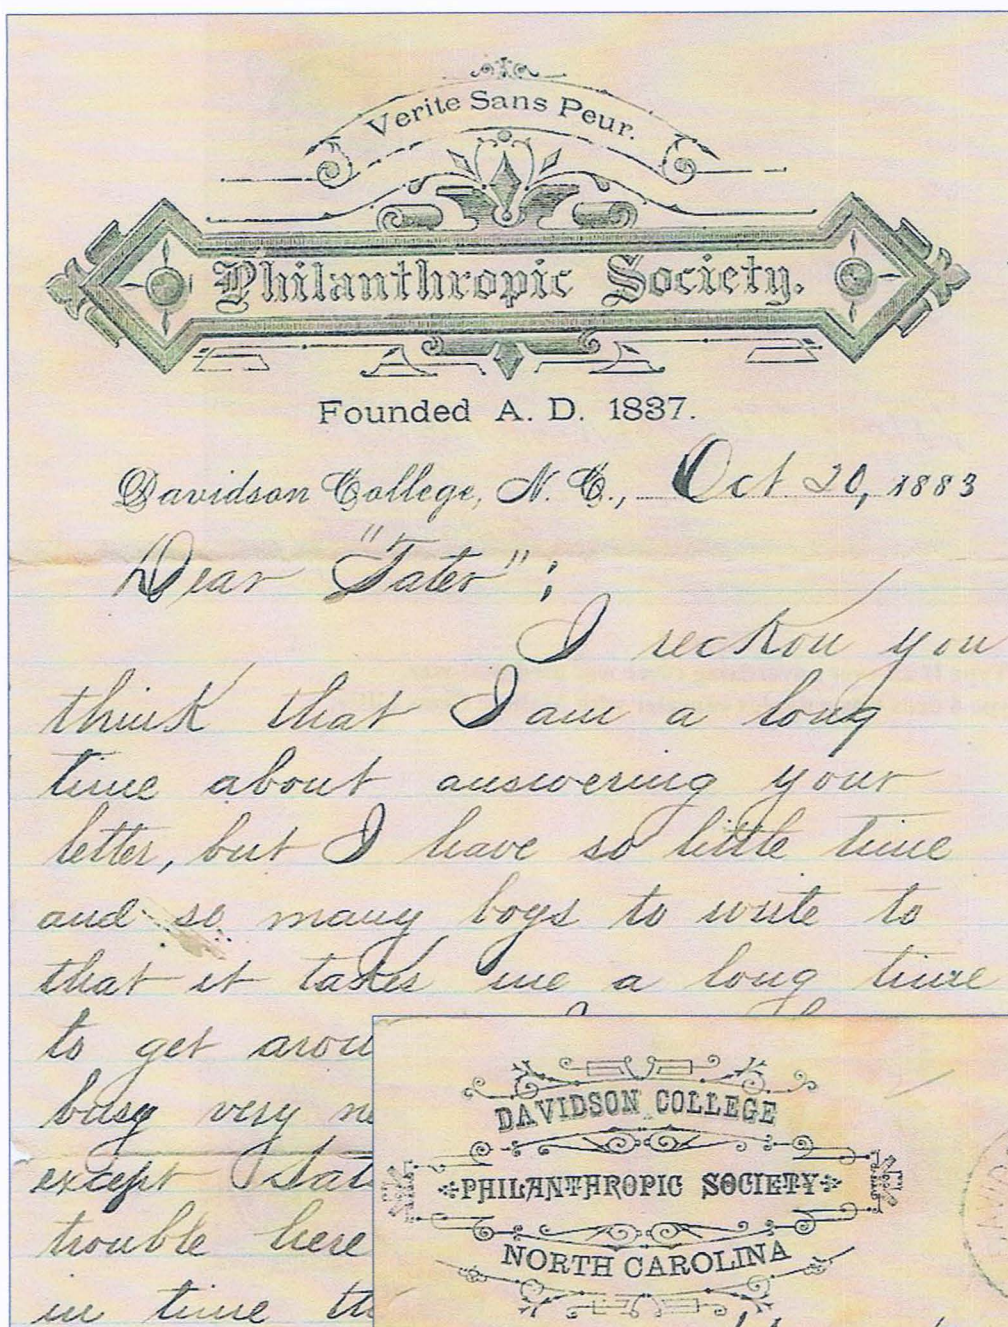 Verite Sans Peur.
Philanthropic Society.
Founded A. D. 1837.
Davidson College, N. C., Oct 20, 1883
Dear "Tater";
I reckon you
think that I am a long
time about answering your
letter, but I have so little time
and so many boys to write to
that it takes me a long time
to get arou
busy very
except Sat
trouble here
in time
DAVIDSON COLLEGE
PHILANTHROPIC SOCIETY
NORTH CAROLINA